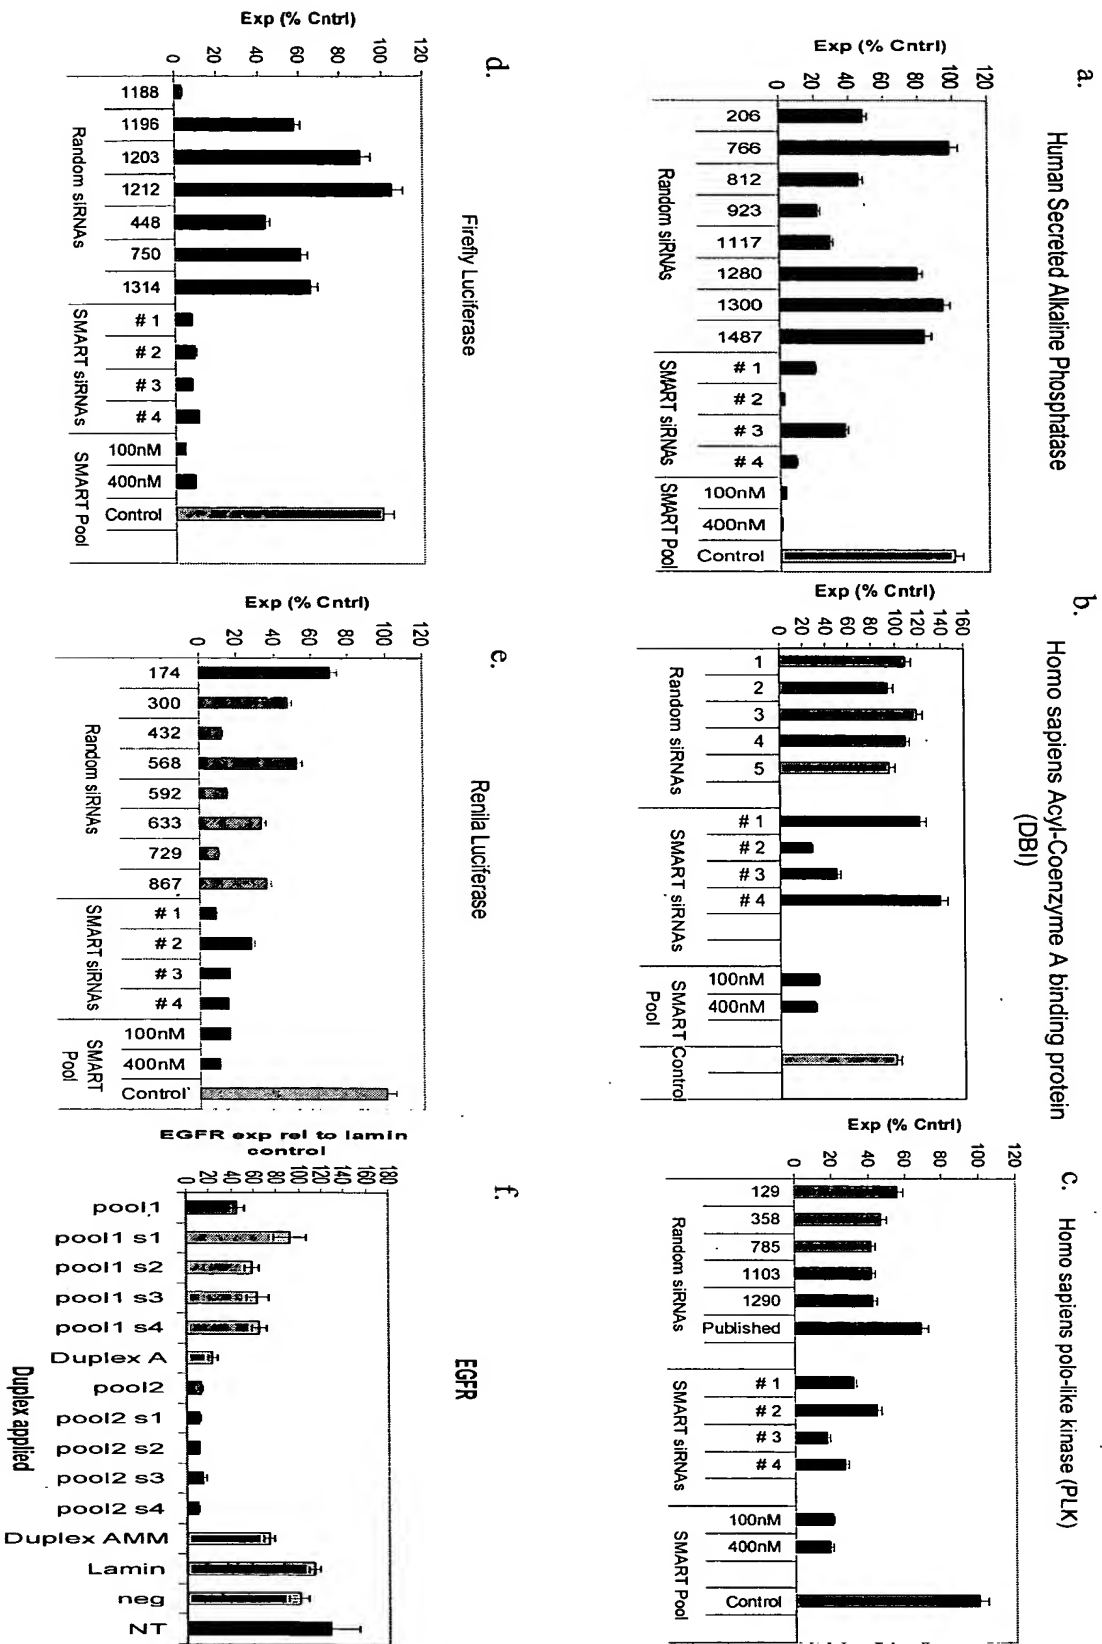 a.
Human Secreted Alkaline Phosphatase
Exp (% Cntrl)
120
100
80
60
40
20
0
206
766
812
923
1117
1280
1300
1487
# 1
# 2
# 3
# 4
100nM
400nM
Control
Random siRNAs
SMART siRNAs
SMART Pool
b.
Homo sapiens Acyl-Coenzyme A binding protein
(DBI)
Exp (% Cntrl)
160
140
120
100
80
60
40
20
0
1
2
3
4
5
# 1
# 2
# 3
# 4
100nM
400nM
Random siRNAs
SMART siRNAs
SMART
Pool
Control
c.
Homo sapiens polo-like kinase (PLK)
Exp (% Cntrl)
120
100
80
60
40
20
0
129
358
785
1103
1290
Published
# 1
# 2
# 3
# 4
100nM
400nM
Control
Random siRNAs
SMART siRNAs
SMART Pool
d.
Firefly Luciferase
Exp (% Cntrl)
120
100
80
60
40
20
0
1188
1196
1203
1212
448
750
1314
# 1
# 2
# 3
# 4
100nM
400nM
Control
Random siRNAs
SMART siRNAs
SMART Pool
e.
Renila Luciferase
Exp (% Cntrl)
120
100
80
60
40
20
0
174
300
432
568
592
633
729
867
# 1
# 2
# 3
# 4
100nM
400nM
Control
Random siRNAs
SMART siRNAs
SMART
Pool
f.
EGFR
EGFR exp rel to lamin
control
180
160
140
120
100
80
60
40
20
0
pool1
pool1 s1
pool1 s2
pool1 s3
pool1 s4
Duplex A
pool2
pool2 s1
pool2 s2
pool2 s3
pool2 s4
Duplex AMM
Lamin
neg
NT
Duplex applied